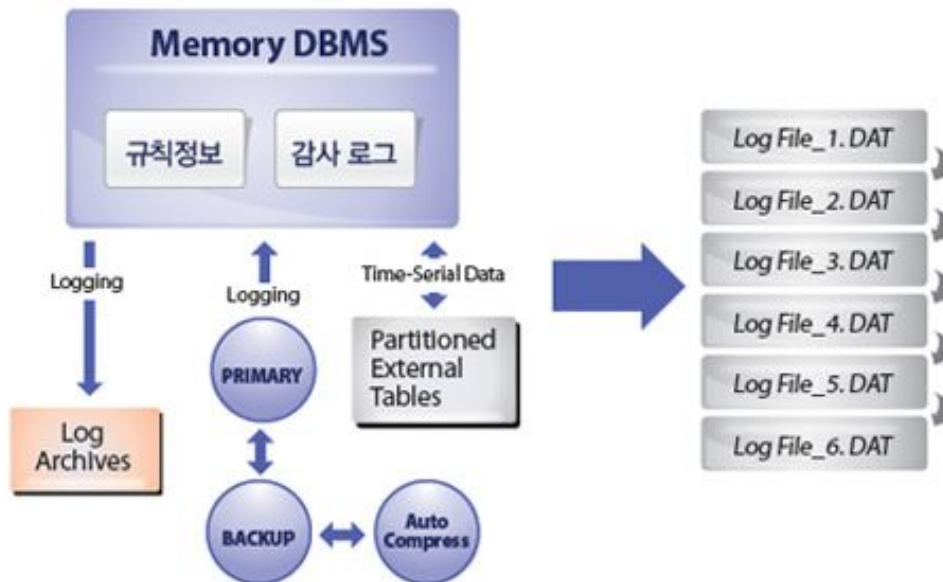 Memory DBMS
규칙정보
감사 로그
Logging
Logging
Time-Serial Data
PRIMARY
Partitioned
External
Tables
Log
Archives
BACKUP
Auto
Compress
Log File_1. DAT
Log File_2. DAT
Log File_3. DAT
Log File_4. DAT
Log File_5. DAT
Log File_6. DAT